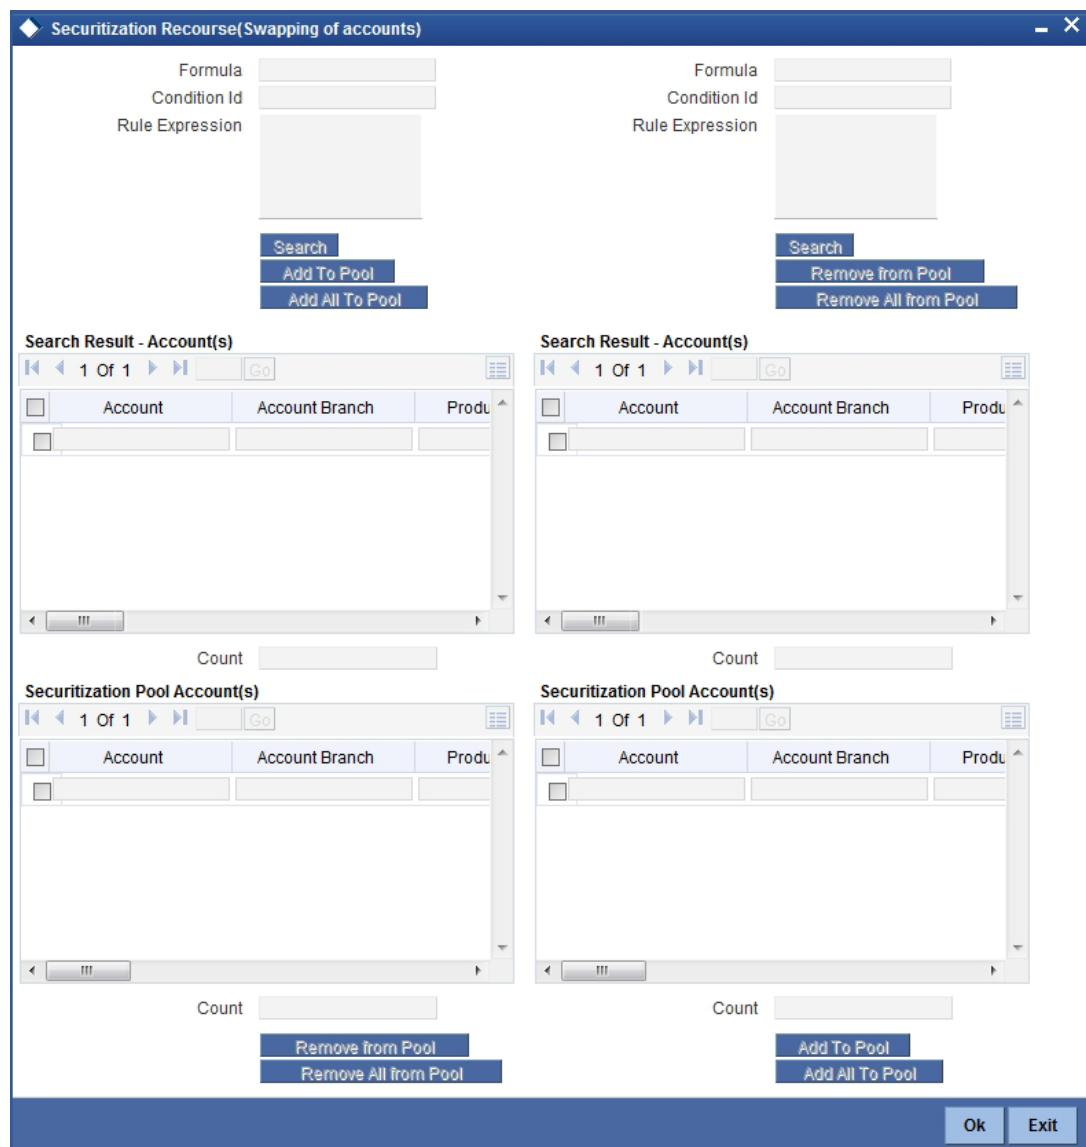 Securitization Recourse(Swapping of accounts)
Formula
Condition Id
Rule Expression
Search
Add To Pool
Add All To Pool
Formula
Condition Id
Rule Expression
Search
Remove from Pool
Remove All from Pool
Search Result - Account(s)
1 Of 1 Go
Account Account Branch Produ
Count
Search Result - Account(s)
1 Of 1 Go
Account Account Branch Produ
Count
Securitization Pool Account(s)
1 Of 1 Go
Account Account Branch Produ
Count
Remove from Pool
Remove All from Pool
Securitization Pool Account(s)
1 Of 1 Go
Account Account Branch Produ
Count
Add To Pool
Add All To Pool
Ok Exit